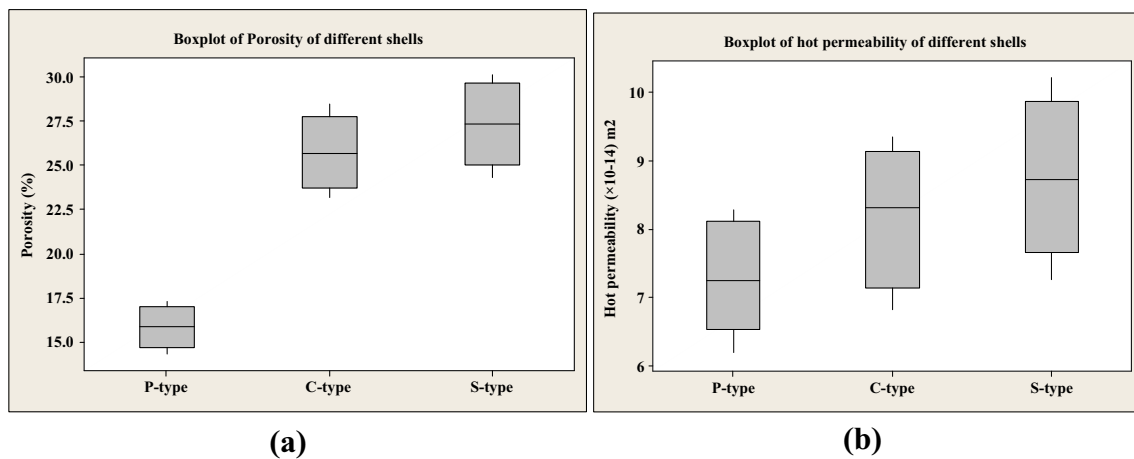 Boxplot of Porosity of different shells
Porosity (%)
30.0
27.5
25.0
22.5
20.0
17.5
15.0
P-type
C-type
S-type
(a)
Boxplot of hot permeability of different shells
Hot permeability (×10-14) m2
10
9
8
7
6
P-type
C-type
S-type
(b)